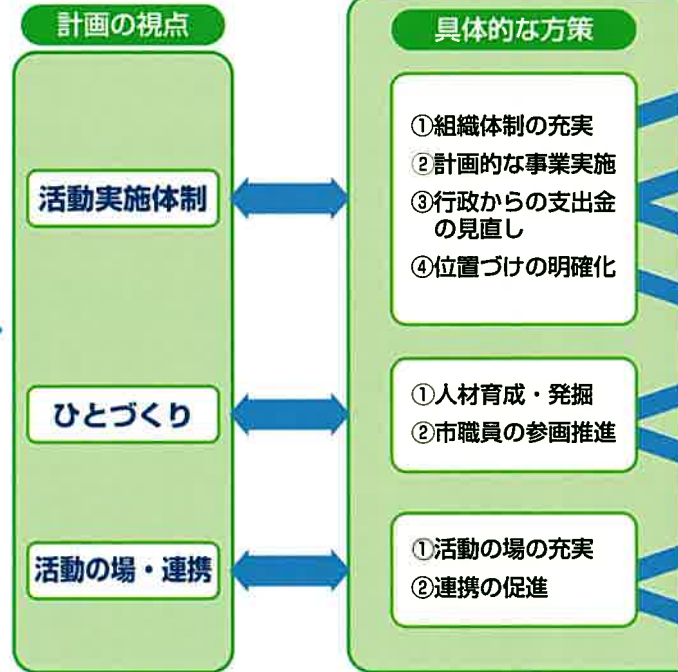 計画の視点
具体的な方策
活動実施体制
①組織体制の充実
②計画的な事業実施
③行政からの支出金
の見直し
④位置づけの明確化
ひとづくり
①人材育成・発掘
②市職員の参画推進
活動の場・連携
①活動の場の充実
②連携の促進